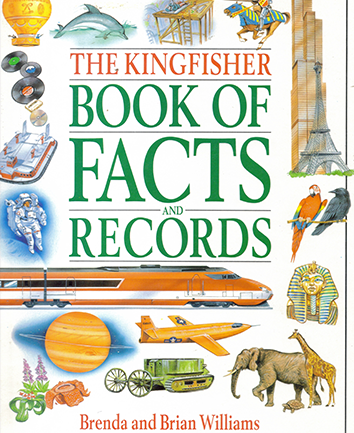 THE KINGFISHER
BOOK OF
FACTS
AND
RECORDS
Brenda and Brian Williams